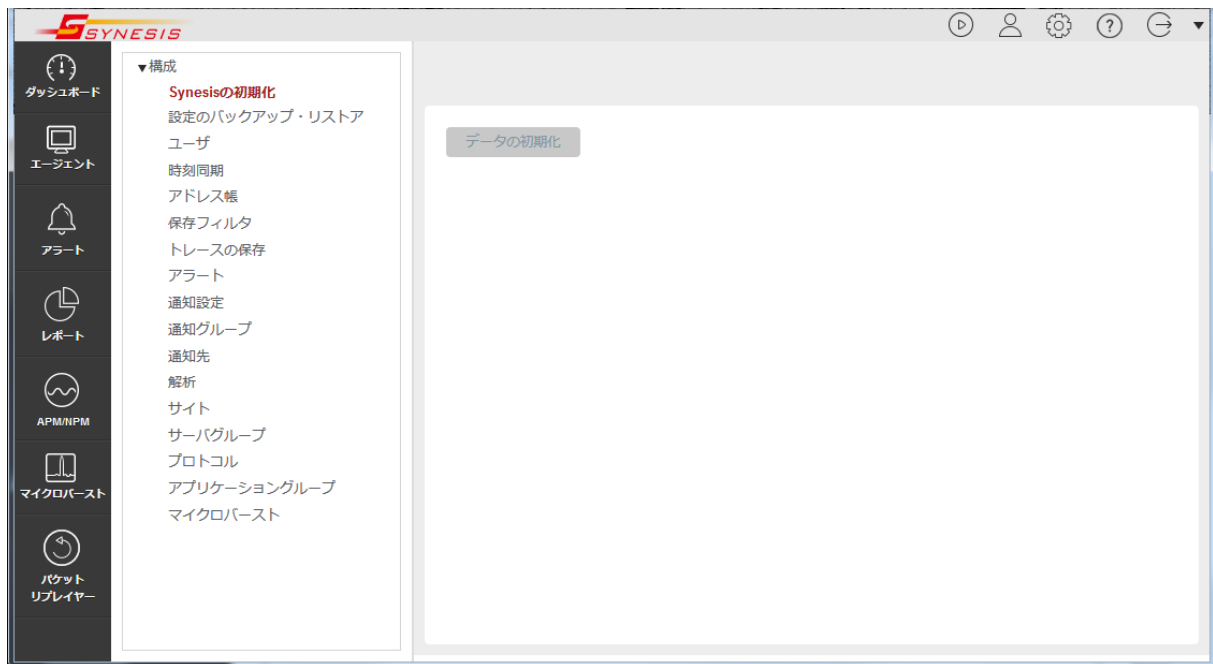 SYNESIS
ダッシュボード
エージェント
アラート
レポート
APM/NPM
マイクロバースト
パケット
リプレイヤー
▼構成
Synesisの初期化
設定のバックアップ・リストア
ユーザ
時刻同期
アドレス帳
保存フィルタ
トレースの保存
アラート
通知設定
通知グループ
通知先
解析
サイト
サーバグループ
プロトコル
アプリケーショングループ
マイクロバースト
データの初期化